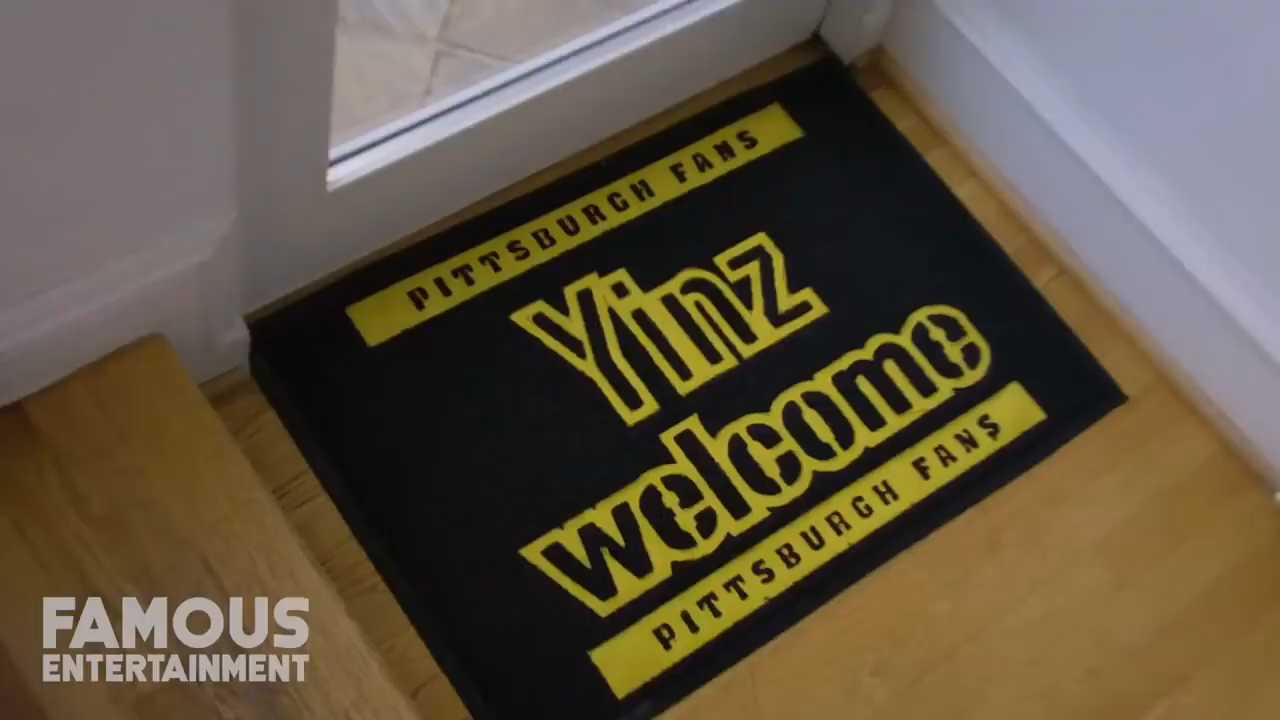 PITTSBURGH FANS
Yinz
welcome
PITTSBURGH FANS
FAMOUS
ENTERTAINMENT